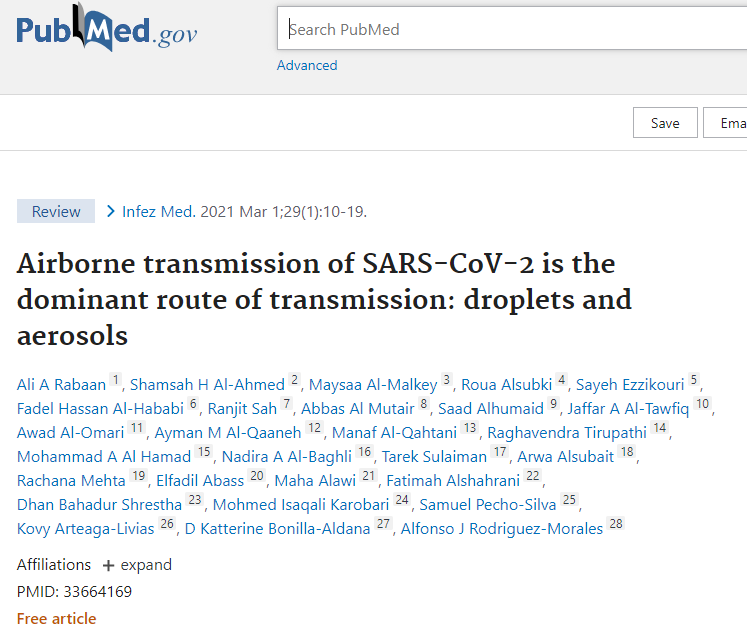 PubMed.gov
Search PubMed
Advanced
Save
Ema
Review > Infez Med. 2021 Mar 1;29(1):10-19.
Airborne transmission of SARS-CoV-2 is the
dominant route of transmission: droplets and
aerosols
Ali A Rabaan 1, Shamsah H Al-Ahmed 2, Maysaa Al-Malkey 3, Roua Alsubki 4, Sayeh Ezzikouri 5,
Fadel Hassan Al-Hababi 6, Ranjit Sah 7, Abbas Al Mutair 8, Saad Alhumaid 9, Jaffar A Al-Tawfiq 10,
Awad Al-Omari 11, Ayman M Al-Qaaneh 12, Manaf Al-Qahtani 13, Raghavendra Tirupathi 14,
Mohammad A Al Hamad 15, Nadira A Al-Baghli 16, Tarek Sulaiman 17, Arwa Alsubait 18,
Rachana Mehta 19, Elfadil Abass 20, Maha Alawi 21, Fatimah Alshahrani 22,
Dhan Bahadur Shrestha 23, Mohmed Isaqali Karobari 24, Samuel Pecho-Silva 25,
Kovy Arteaga-Livias 26, D Katterine Bonilla-Aldana 27, Alfonso J Rodriguez-Morales 28
Affiliations + expand
PMID: 33664169
Free article